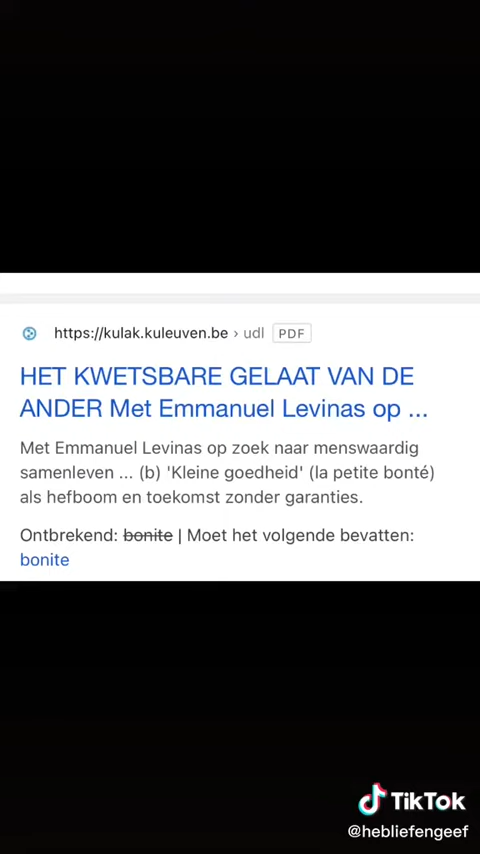 https://kulak.kuleuven.be › udl PDF
HET KWETSBARE GELAAT VAN DE
ANDER Met Emmanuel Levinas op ...
Met Emmanuel Levinas op zoek naar menswaardig
samenleven ... (b) 'Kleine goedheid' (la petite bonté)
als hefboom en toekomst zonder garanties.
Ontbrekend: bonite | Moet het volgende bevatten:
bonite
TikTok
@hebliefengeef